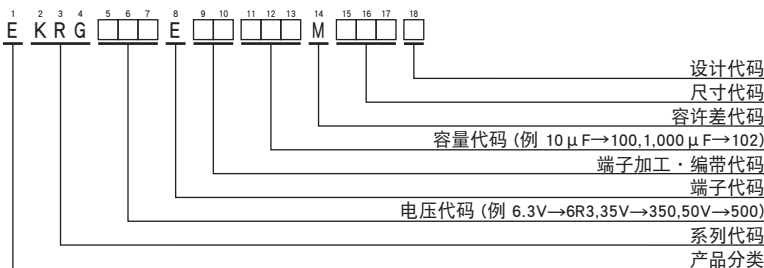 1 2 3 4 5 6 7 8 9 10 11 12 13 14 15 16 17 18
E KRG □□□ E □□ □□□ M □□□ □
设计代码
尺寸代码
容许差代码
容量代码 (例 10μF→100,1,000μF→102)
端子加工・编带代码
端子代码
电压代码 (例 6.3V→6R3,35V→350,50V→500)
系列代码
产品分类